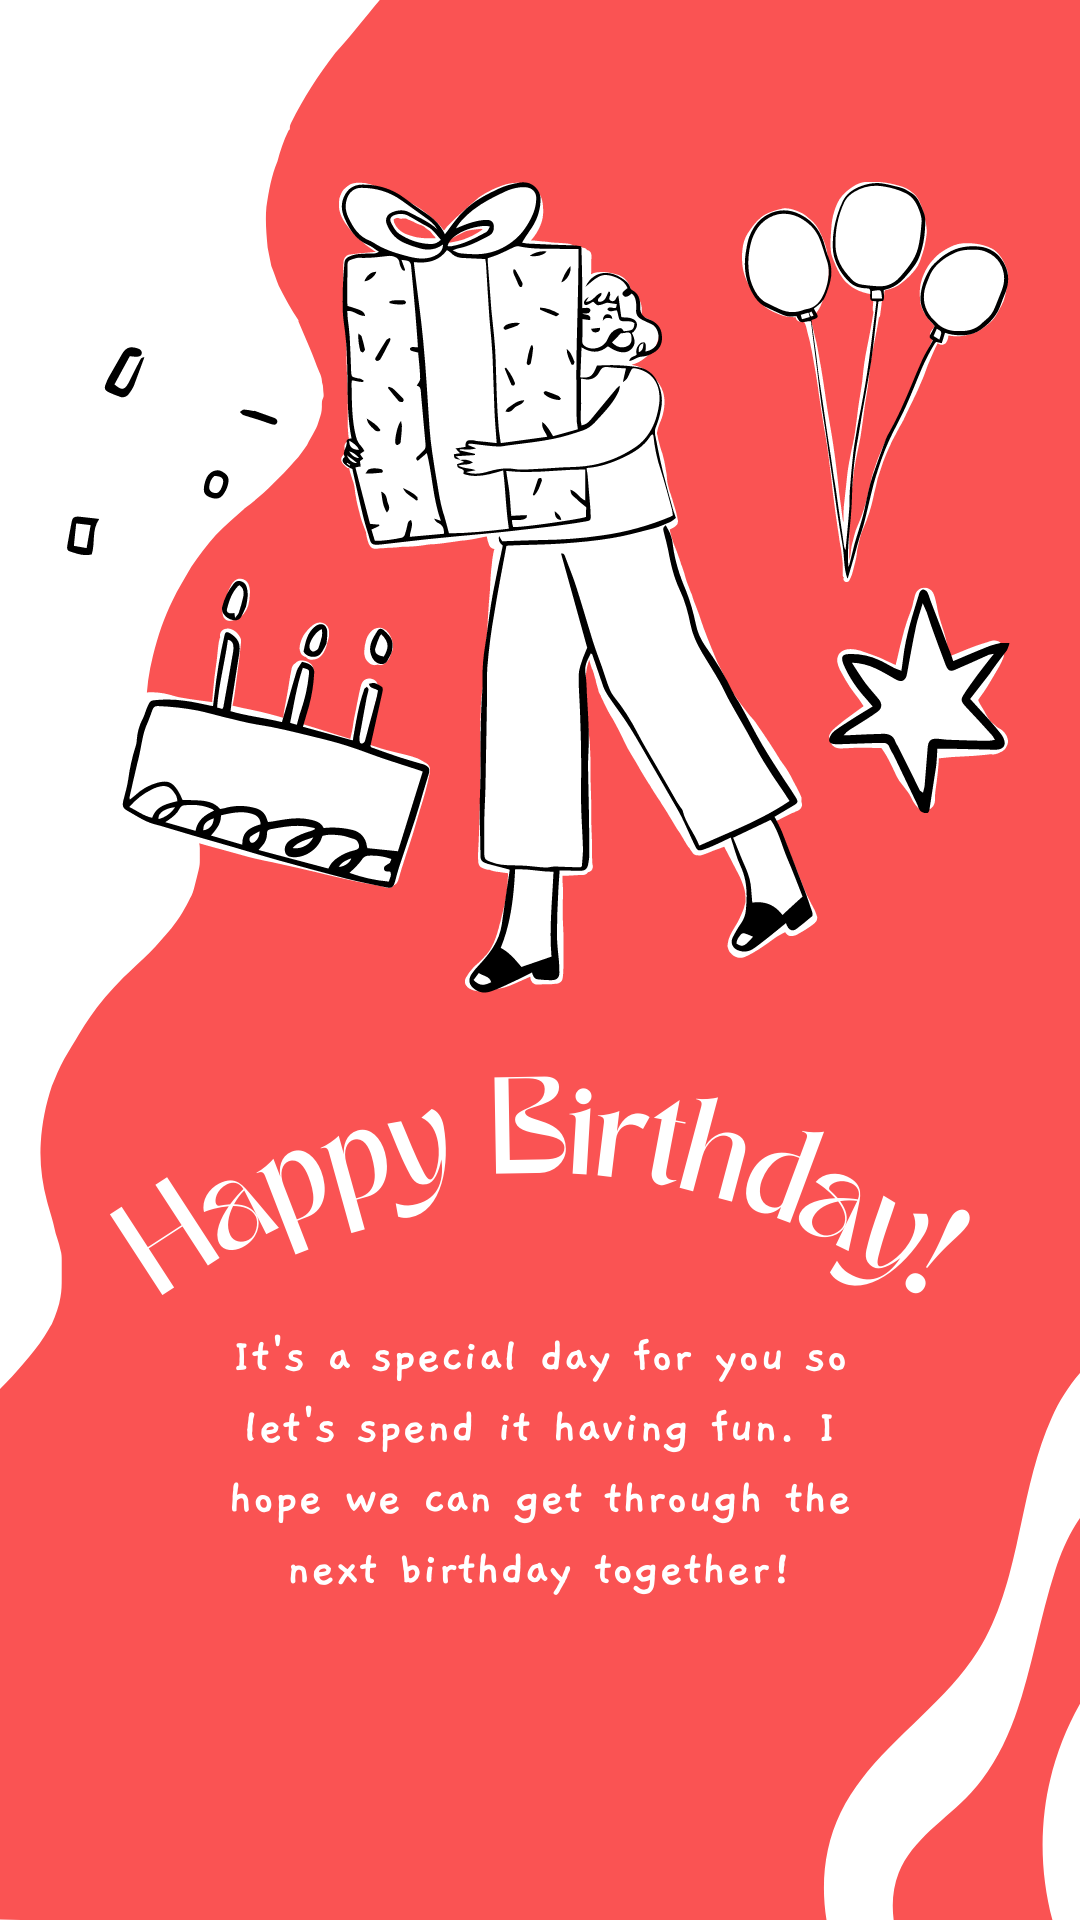 Happy Birthday!
It's a special day for you so
let's spend it having fun. I
hope we can get through the
next birthday together!